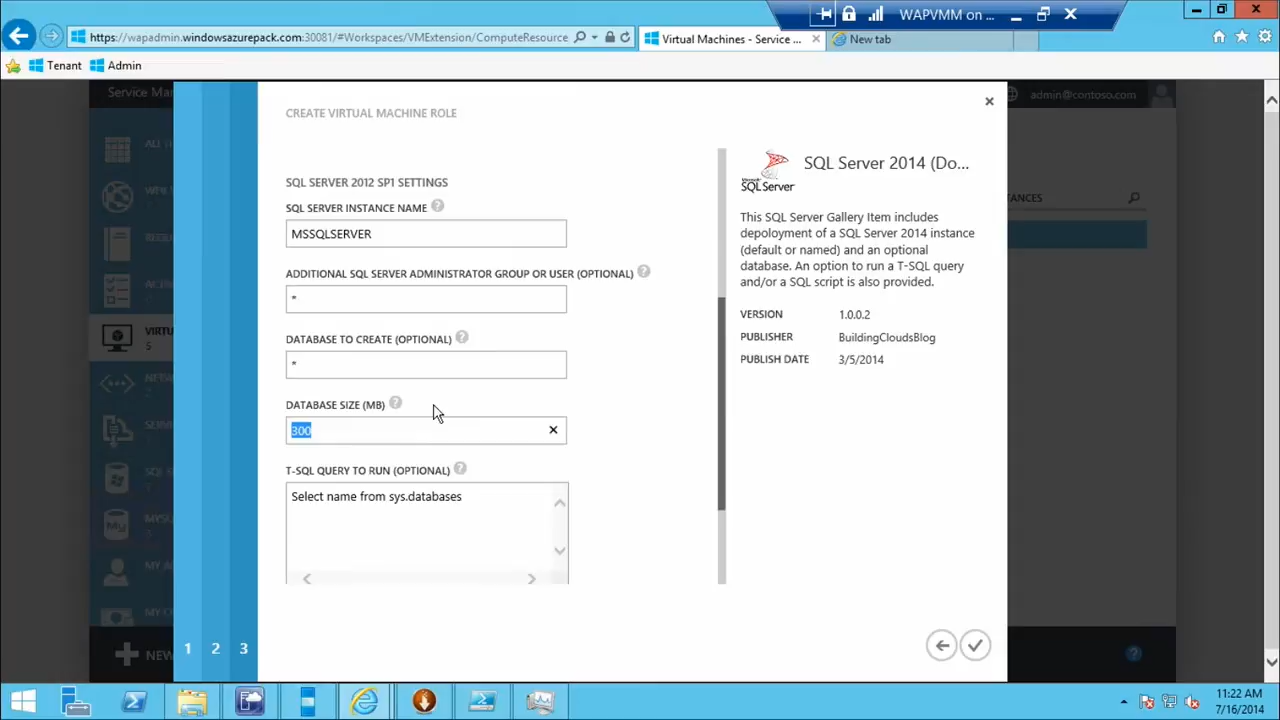 WAPVMM on ...
https://wapadmin.windowsazurepack.com:30081/#Workspaces/VMExtension/ComputeResource
Virtual Machines - Service ...
New tab
Tenant
Admin
admin@contoso.com
CREATE VIRTUAL MACHINE ROLE
SQL SERVER 2012 SP1 SETTINGS
SQL SERVER INSTANCE NAME ?
MSSQLSERVER
ADDITIONAL SQL SERVER ADMINISTRATOR GROUP OR USER (OPTIONAL) ?
*
DATABASE TO CREATE (OPTIONAL) ?
*
DATABASE SIZE (MB) ?
300
T-SQL QUERY TO RUN (OPTIONAL) ?
Select name from sys.databases
SQL Server
SQL Server 2014 (Do...
This SQL Server Gallery Item includes
depoloyment of a SQL Server 2014 instance
(default or named) and an optional
database. An option to run a T-SQL query
and/or a SQL script is also provided.
VERSION 1.0.0.2
PUBLISHER BuildingCloudsBlog
PUBLISH DATE 3/5/2014
1 2 3
NEW
?
11:22 AM
7/16/2014